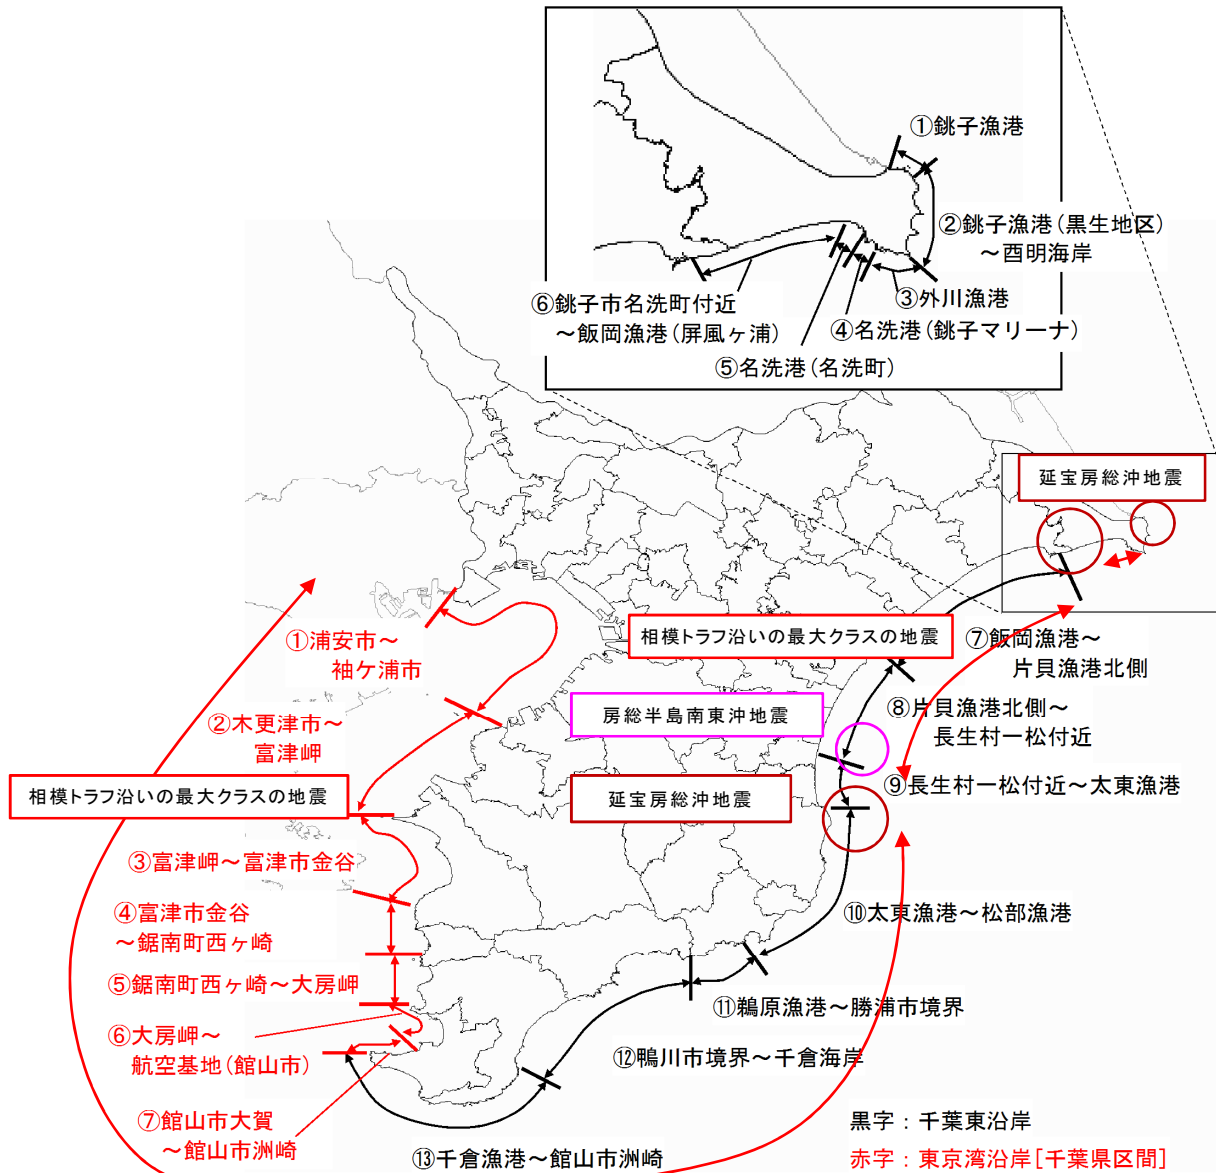 ①銚子漁港
②銚子漁港(黒生地区)
～酉明海岸
③外川漁港
④名洗港(銚子マリーナ)
⑤名洗港(名洗町)
⑥銚子市名洗町付近
～飯岡漁港(屏風ヶ浦)
延宝房総沖地震
相模トラフ沿いの最大クラスの地震
⑦飯岡漁港～
片貝漁港北側
房総半島南東沖地震
⑧片貝漁港北側～
長生村一松付近
延宝房総沖地震
⑨長生村一松付近～太東漁港
⑩太東漁港～松部漁港
⑪鵜原漁港～勝浦市境界
⑫鴨川市境界～千倉海岸
⑬千倉漁港～館山市洲崎
①浦安市～
袖ケ浦市
②木更津市～
富津岬
相模トラフ沿いの最大クラスの地震
③富津岬～富津市金谷
④富津市金谷
～鋸南町西ヶ崎
⑤鋸南町西ヶ崎～大房岬
⑥大房岬～
航空基地(館山市)
⑦館山市大賀
～館山市洲崎
黒字：千葉東沿岸
赤字：東京湾沿岸[千葉県区間]